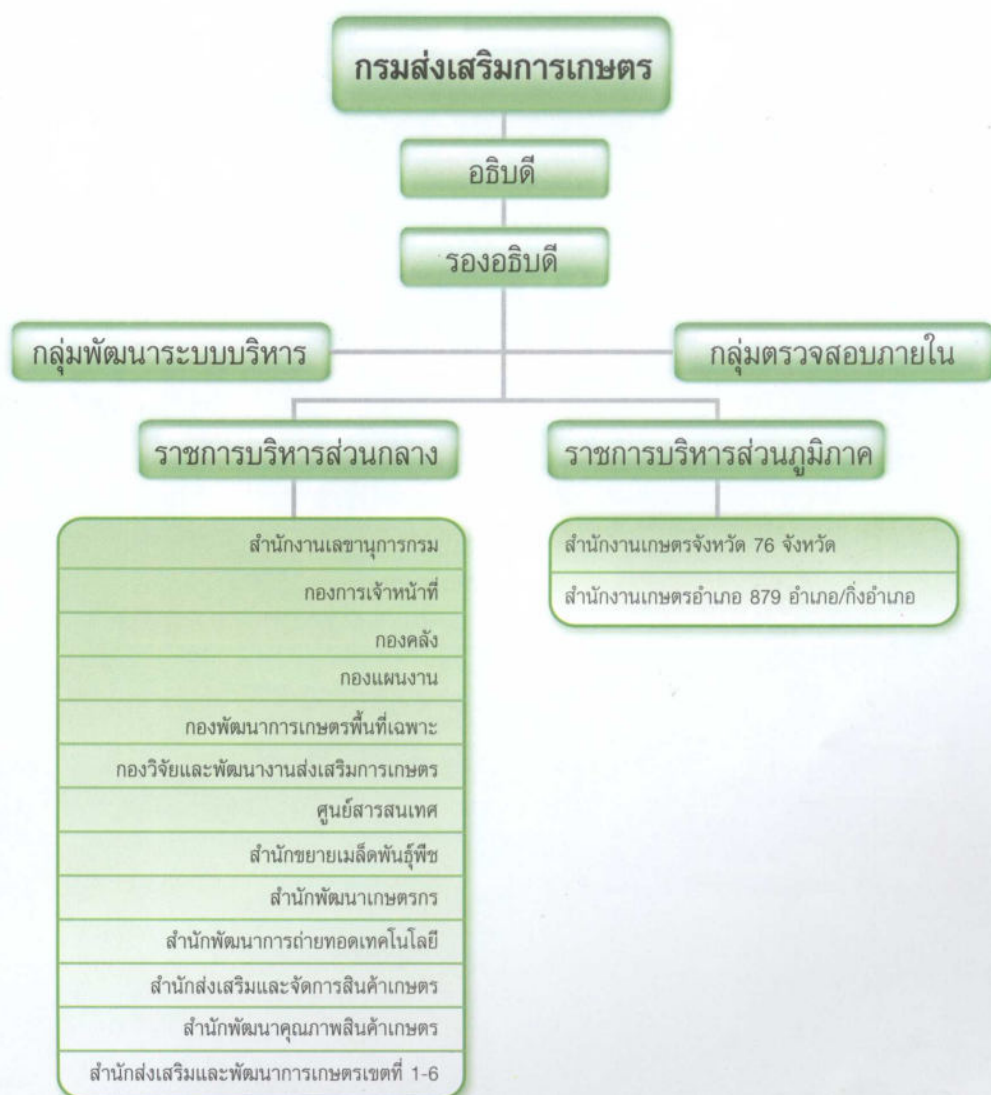 กรมส่งเสริมการเกษตร
อธิบดี
รองอธิบดี
กลุ่มพัฒนาระบบบริหาร
กลุ่มตรวจสอบภายใน
ราชการบริหารส่วนกลาง
ราชการบริหารส่วนภูมิภาค
สำนักงานเลขานุการกรม
กองการเจ้าหน้าที่
กองคลัง
กองแผนงาน
กองพัฒนาการเกษตรพื้นที่เฉพาะ
กองวิจัยและพัฒนางานส่งเสริมการเกษตร
ศูนย์สารสนเทศ
สำนักขยายเมล็ดพันธุ์พืช
สำนักพัฒนาเกษตรกร
สำนักพัฒนาการถ่ายทอดเทคโนโลยี
สำนักส่งเสริมและจัดการสินค้าเกษตร
สำนักพัฒนาคุณภาพสินค้าเกษตร
สำนักส่งเสริมและพัฒนาการเกษตรเขตที่ 1-6
สำนักงานเกษตรจังหวัด 76 จังหวัด
สำนักงานเกษตรอำเภอ 879 อำเภอ/กิ่งอำเภอ